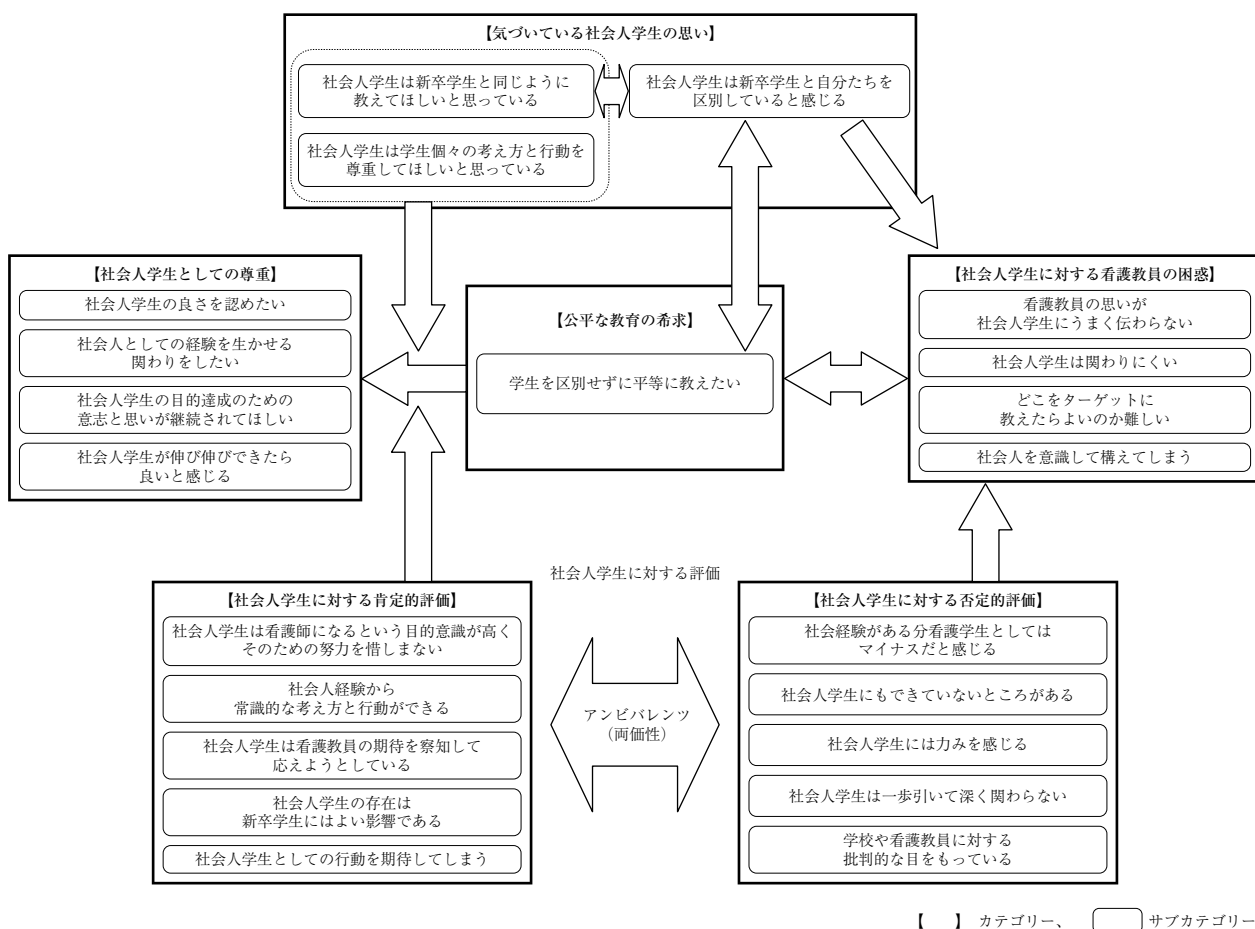 【気づいている社会人学生の思い】
社会人学生は新卒学生と同じように
教えてほしいと思っている
社会人学生は新卒学生と自分たちを
区別していると感じる
社会人学生は学生個々の考え方と行動を
尊重してほしいと思っている
【社会人学生としての尊重】
社会人学生の良さを認めたい
社会人としての経験を生かせる
関わりをしたい
社会人学生の目的達成のための
意志と思いが継続されてほしい
社会人学生が伸び伸びできたら
良いと感じる
【公平な教育の希求】
学生を区別せずに平等に教えたい
【社会人学生に対する看護教員の困惑】
看護教員の思いが
社会人学生にうまく伝わらない
社会人学生は関わりにくい
どこをターゲットに
教えたらよいのか難しい
社会人を意識して構えてしまう
社会人学生に対する評価
【社会人学生に対する肯定的評価】
社会人学生は看護師になるという目的意識が高く
そのための努力を惜しまない
社会人経験から
常識的な考え方と行動ができる
社会人学生は看護教員の期待を察知して
応えようとしている
社会人学生の存在は
新卒学生にはよい影響である
社会人学生としての行動を期待してしまう
アンビバレンツ
（両価性）
【社会人学生に対する否定的評価】
社会経験がある分看護学生としては
マイナスだと感じる
社会人学生にもできていないところがある
社会人学生には力みを感じる
社会人学生は一歩引いて深く関わらない
学校や看護教員に対する
批判的な目をもっている
【　】カテゴリー、　サブカテゴリー